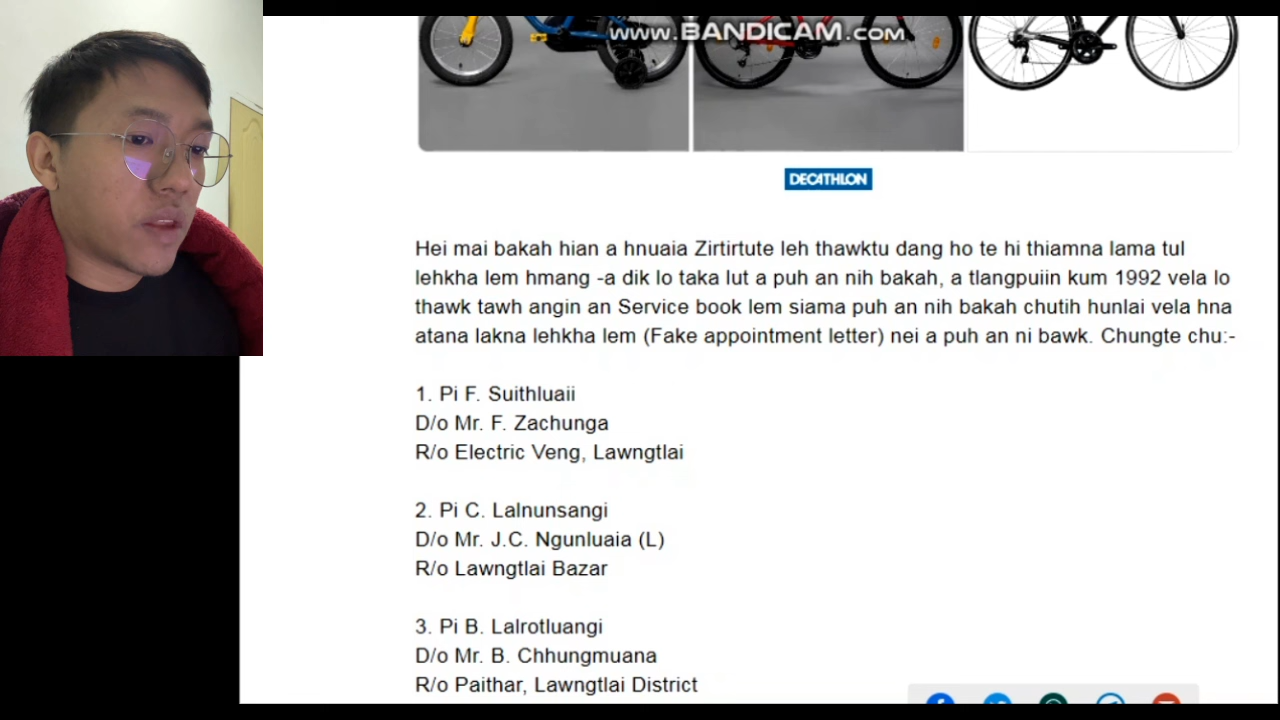 www.BANDICAM.com
DECATHLON
Hei mai bakah hian a hnuaia Zirtirtute leh thawktu dang ho te hi thiamna lama tul
lehkha lem hmang -a dik lo taka lut a puh an nih bakah, a tlangpuiin kum 1992 vela lo
thawk tawh angin an Service book lem siama puh an nih bakah chutih hunlai vela hna
atana lakna lehkha lem (Fake appointment letter) nei a puh an ni bawk. Chungte chu:-
1. Pi F. Suithluaii
D/o Mr. F. Zachunga
R/o Electric Veng, Lawngtlai
2. Pi C. Lalnunsangi
D/o Mr. J.C. Ngunluaia (L)
R/o Lawngtlai Bazar
3. Pi B. Lalrotluangi
D/o Mr. B. Chhungmuana
R/o Paithar, Lawngtlai District